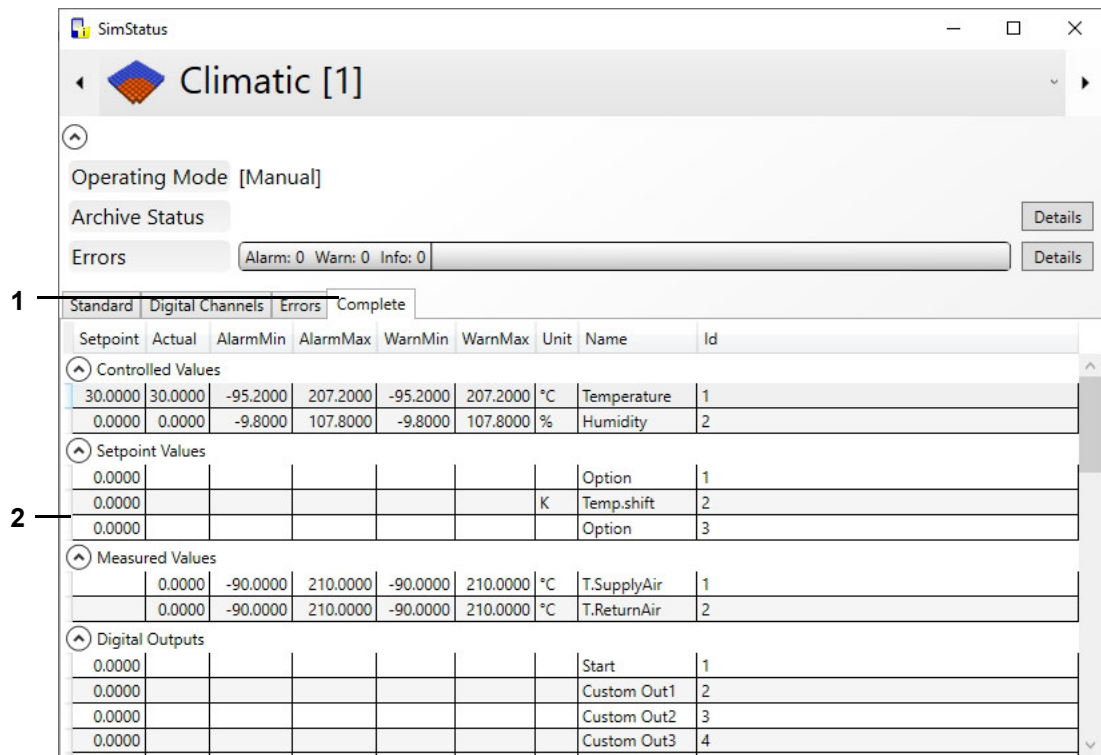 SimStatus
Climatic [1]
Operating Mode [Manual]
Archive Status Details
Errors Alarm: 0 Warn: 0 Info: 0 Details
1
Standard Digital Channels Errors Complete
Setpoint Actual AlarmMin AlarmMax WarnMin WarnMax Unit Name Id
Controlled Values
30.0000 30.0000 -95.2000 207.2000 -95.2000 207.2000 °C Temperature 1
0.0000 0.0000 -9.8000 107.8000 -9.8000 107.8000 % Humidity 2
Setpoint Values
0.0000 Option 1
0.0000 K Temp.shift 2
2
0.0000 Option 3
Measured Values
0.0000 -90.0000 210.0000 -90.0000 210.0000 °C T.SupplyAir 1
0.0000 -90.0000 210.0000 -90.0000 210.0000 °C T.ReturnAir 2
Digital Outputs
0.0000 Start 1
0.0000 Custom Out1 2
0.0000 Custom Out2 3
0.0000 Custom Out3 4